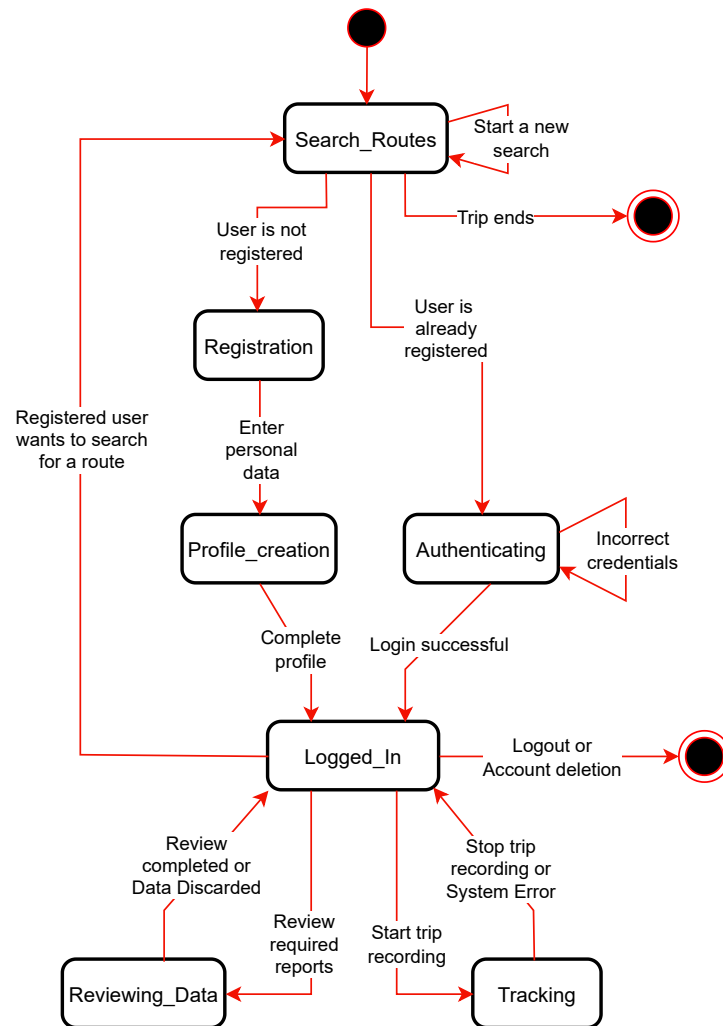 Search_Routes
Start a new
search
Trip ends
User is not
registered
User is
already
registered
Registration
Registered user
wants to search
for a route
Enter
personal
data
Profile_creation
Authenticating
Incorrect
credentials
Complete
profile
Login successful
Logged_In
Logout or
Account deletion
Review
completed or
Data Discarded
Stop trip
recording or
System Error
Review
required
reports
Start trip
recording
Reviewing_Data
Tracking